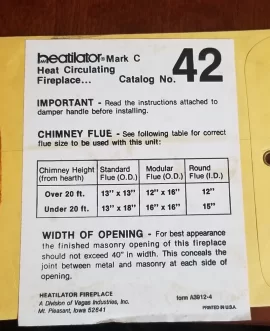 heatilator® Mark C
Heat Circulating
Fireplace... Catalog No. 42
IMPORTANT - Read the instructions attached to
damper handle before installing.
CHIMNEY FLUE - See following table for correct
flue size to be used with this unit:
Chimney Height (from hearth) Standard Flue (O.D.) Modular Flue (O.D.) Round Flue (I.D.)
Over 20 ft. 13" x 13" 12" x 16" 12"
Under 20 ft. 13" x 18" 16" x 16" 15"
WIDTH OF OPENING - For best appearance
the finished masonry opening of this fireplace
should not exceed 40" in width. This conceals the
joint between metal and masonry at each side of
opening.
HEATILATOR FIREPLACE
A Division of Vega Industries, Inc.
Mt. Pleasant, Iowa 52641
form A3912-4
PRINTED IN U.S.A.